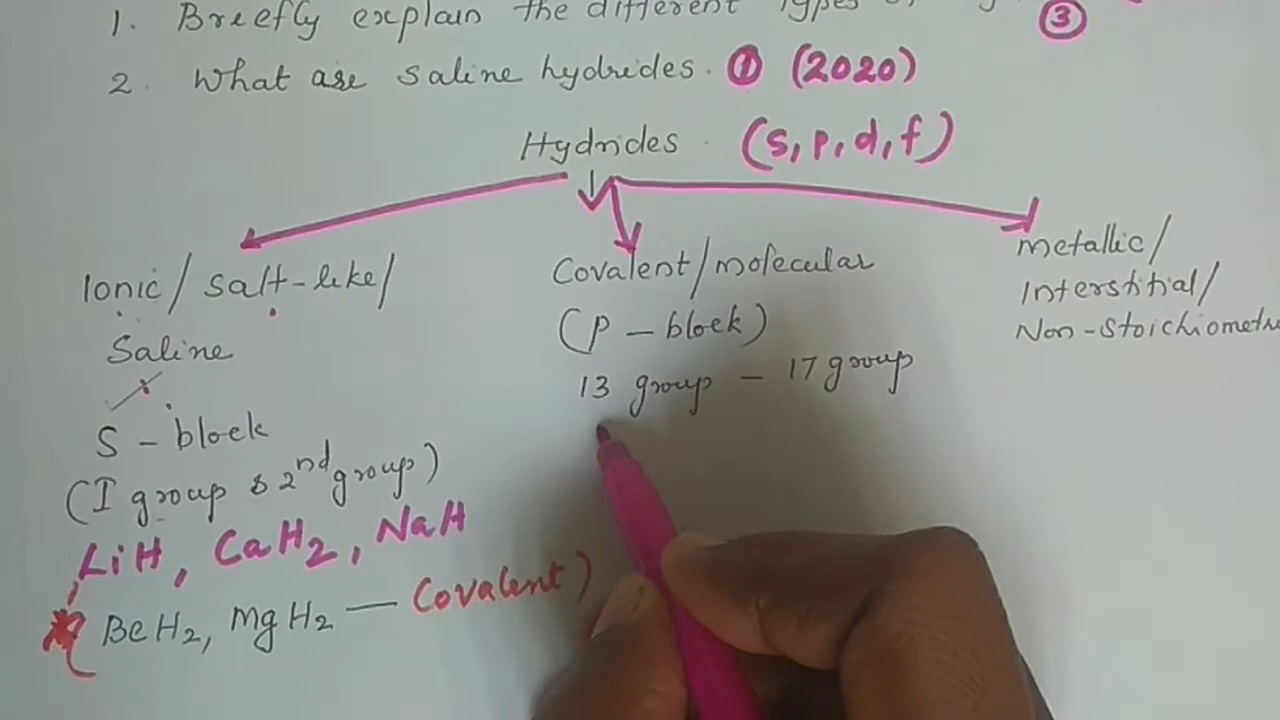 1. Briefly explain the different Types
③
2. What are saline hydrides. ① (2020)
Hydrides. (s, p, d, f)
Ionic / salt-like /
Saline
S - block
(I group & 2nd group)
LiH, CaH2, NaH
BeH2, MgH2 — Covalent)
Covalent/molecular
(P - block)
13 group - 17 group
metallic/
Interstitial/
Non-Stoichiometr